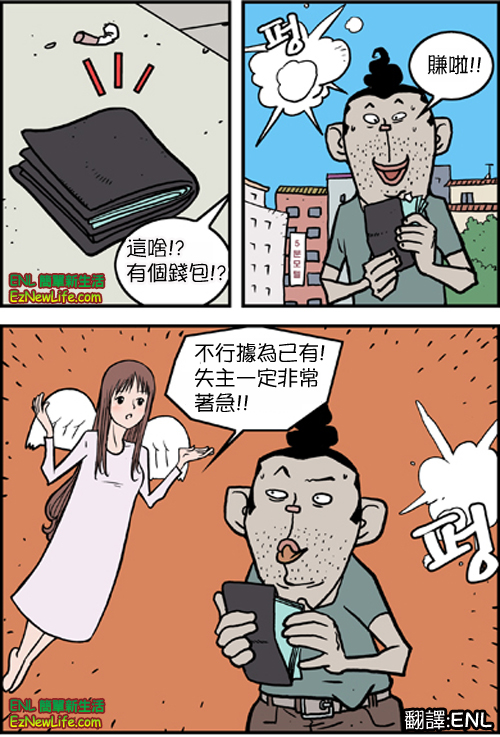 這啥!?
有個錢包!?
ENL 簡單新生活
EzNewLife.com
펑
賺啦!!
5
분모텔
不行據為己有!
失主一定非常
著急!!
펑
ENL 簡單新生活
EzNewLife.com
翻譯:ENL